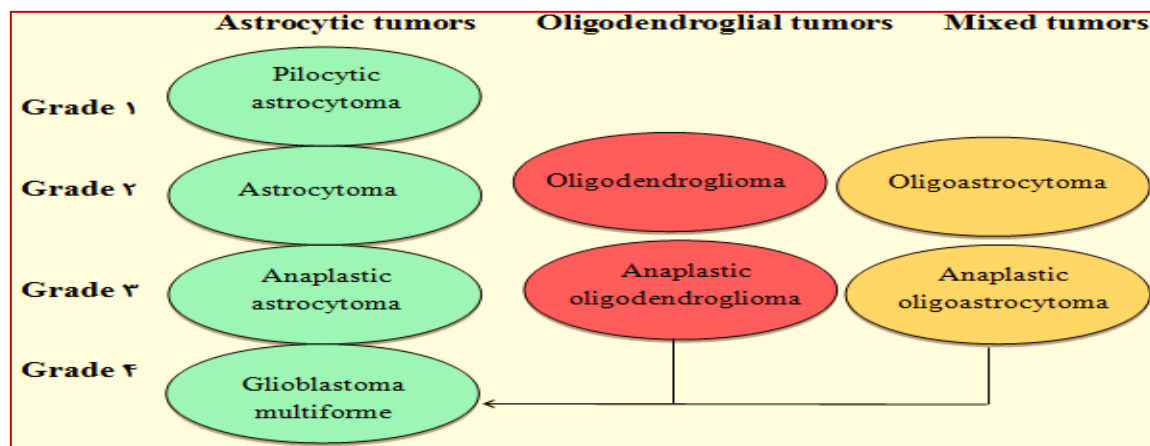 Astrocytic tumors Oligodendroglial tumors Mixed tumors
Grade ۱
Pilocytic
astrocytoma
Grade ۲
Astrocytoma
Oligodendroglioma
Oligoastrocytoma
Grade ۳
Anaplastic
astrocytoma
Anaplastic
oligodendroglioma
Anaplastic
oligoastrocytoma
Grade ۴
Glioblastoma
multiforme